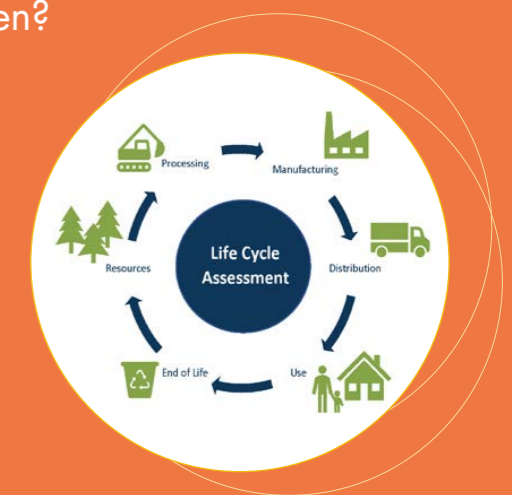 en?
Processing
Manufacturing
Resources
Life Cycle
Assessment
Distribution
End of Life
Use